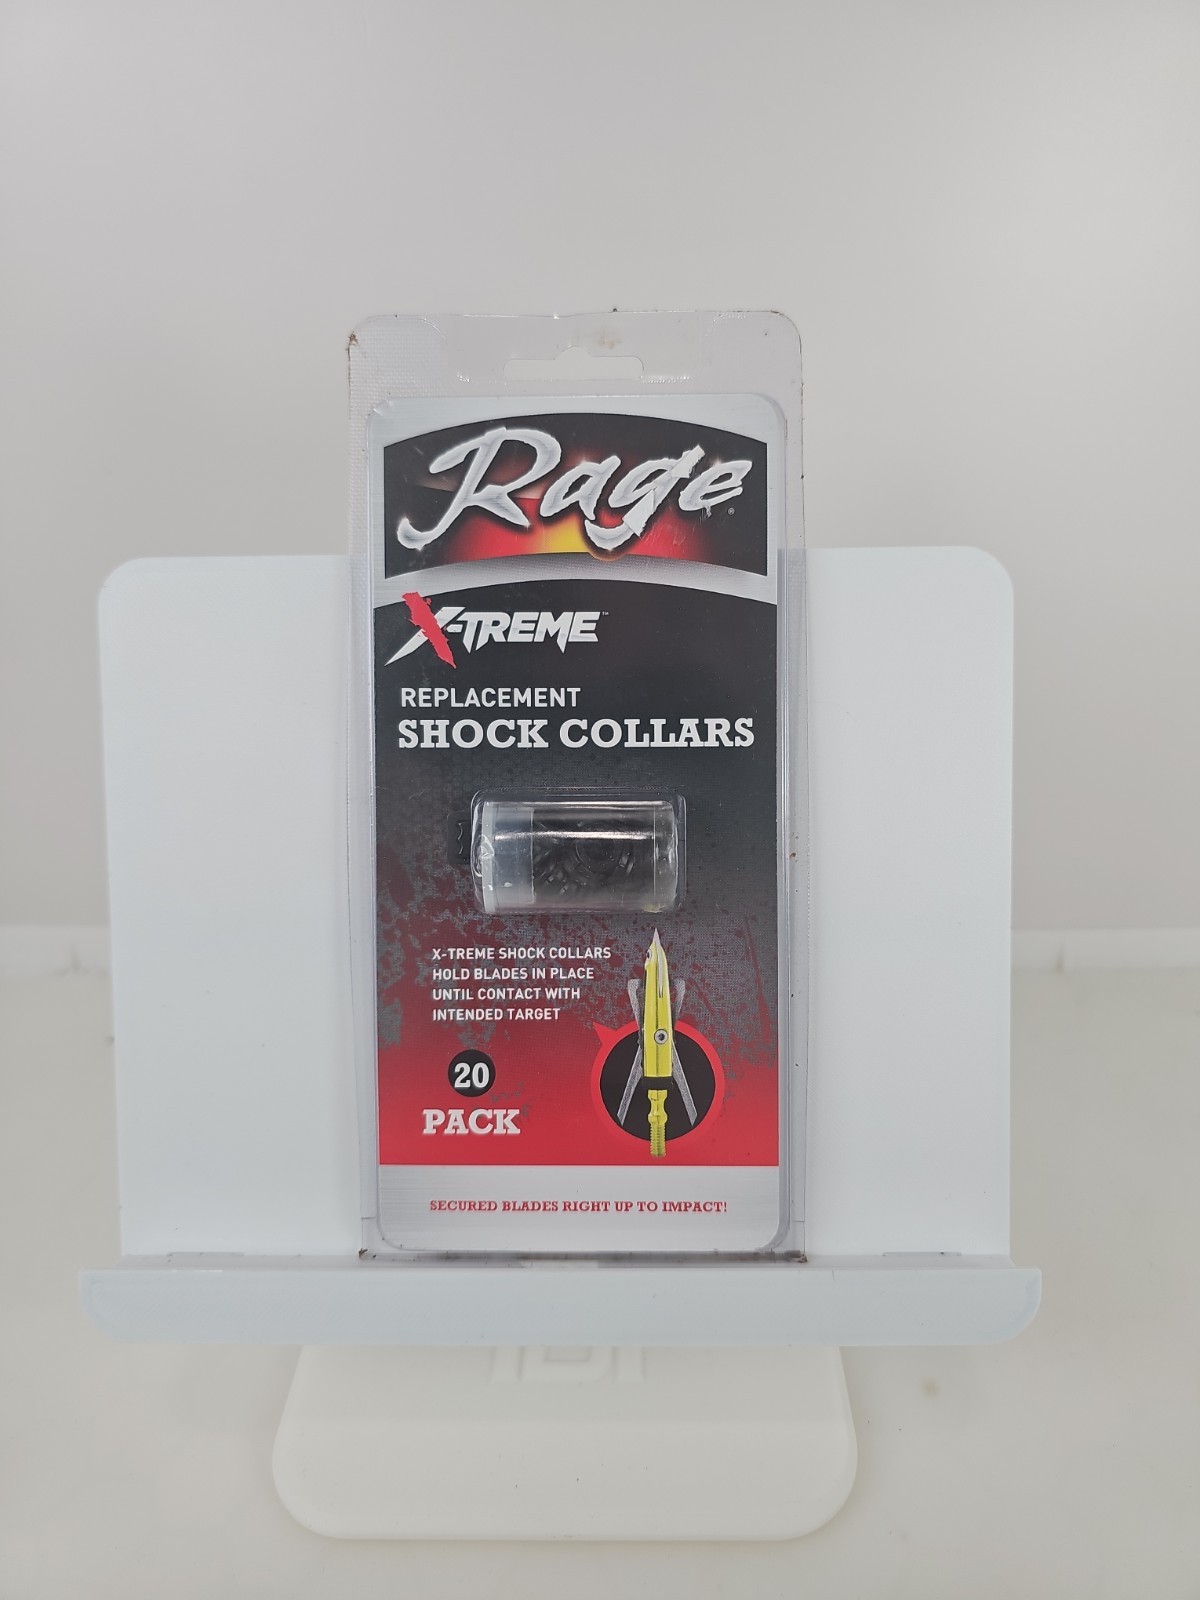 Rage®
X-TREME™
REPLACEMENT
SHOCK COLLARS
X-TREME SHOCK COLLARS
HOLD BLADES IN PLACE
UNTIL CONTACT WITH
INTENDED TARGET
20
PACK
SECURED BLADES RIGHT UP TO IMPACT!